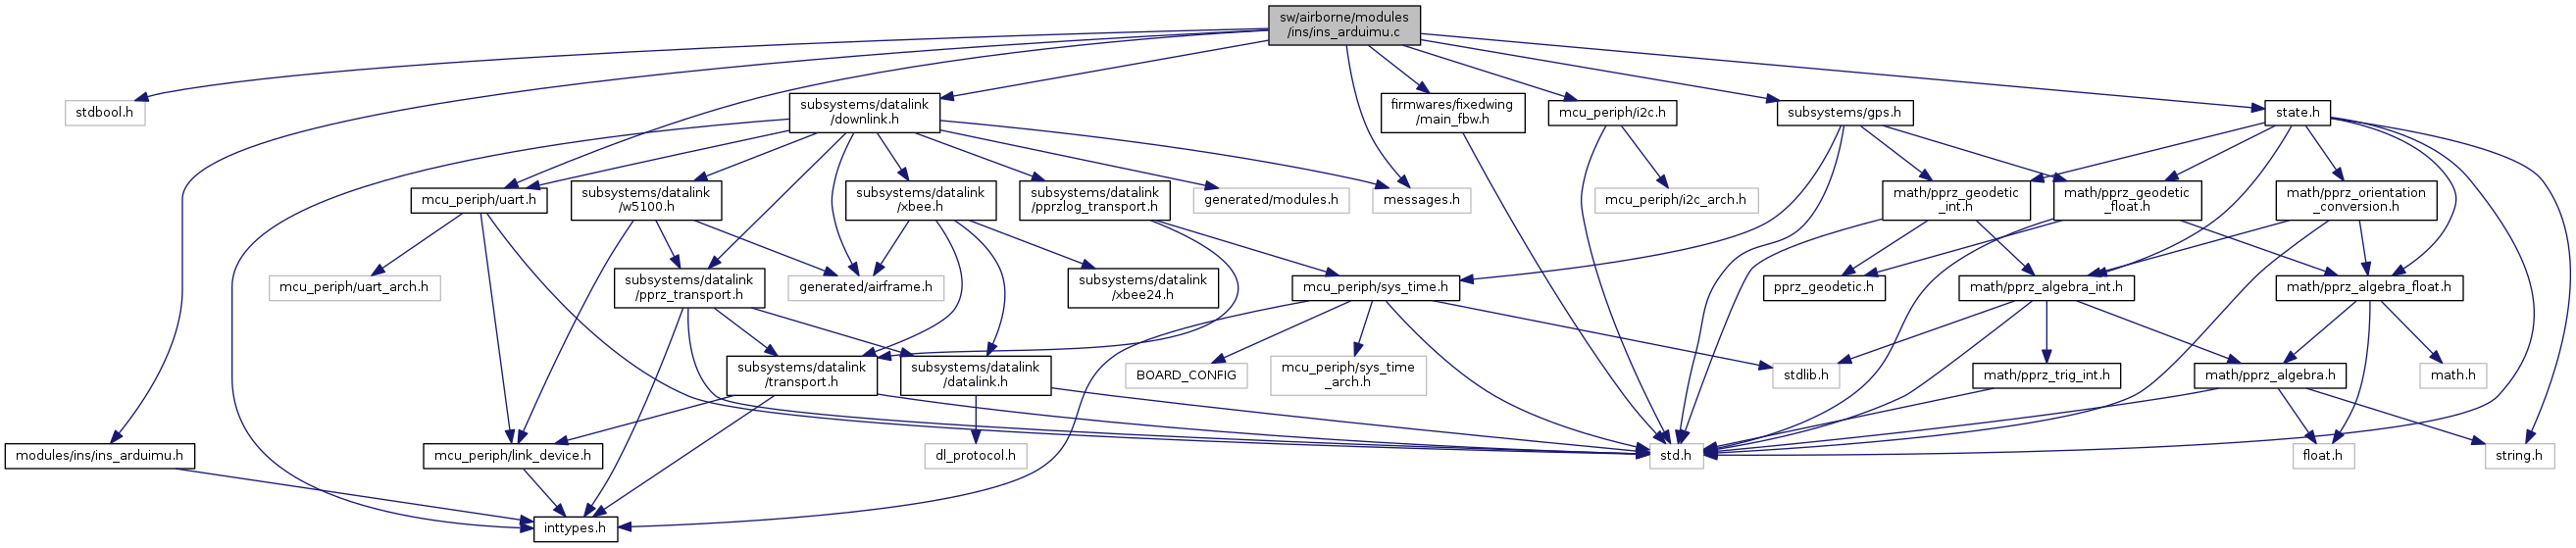 sw/airborne/modules
/ins/ins_arduimu.c
stdbool.h
subsystems/datalink
/downlink.h
firmwares/fixedwing
/main_fbw.h
mcu_periph/i2c.h
subsystems/gps.h
state.h
mcu_periph/uart.h
subsystems/datalink
/w5100.h
subsystems/datalink
/xbee.h
subsystems/datalink
/pprzlog_transport.h
generated/modules.h
messages.h
mcu_periph/i2c_arch.h
math/pprz_geodetic
_int.h
math/pprz_geodetic
_float.h
math/pprz_orientation
_conversion.h
mcu_periph/uart_arch.h
subsystems/datalink
/pprz_transport.h
generated/airframe.h
subsystems/datalink
/xbee24.h
mcu_periph/sys_time.h
pprz_geodetic.h
math/pprz_algebra_int.h
math/pprz_algebra_float.h
subsystems/datalink
/transport.h
subsystems/datalink
/datalink.h
BOARD_CONFIG
mcu_periph/sys_time
_arch.h
stdlib.h
math/pprz_trig_int.h
math/pprz_algebra.h
math.h
modules/ins/ins_arduimu.h
mcu_periph/link_device.h
dl_protocol.h
std.h
float.h
string.h
inttypes.h